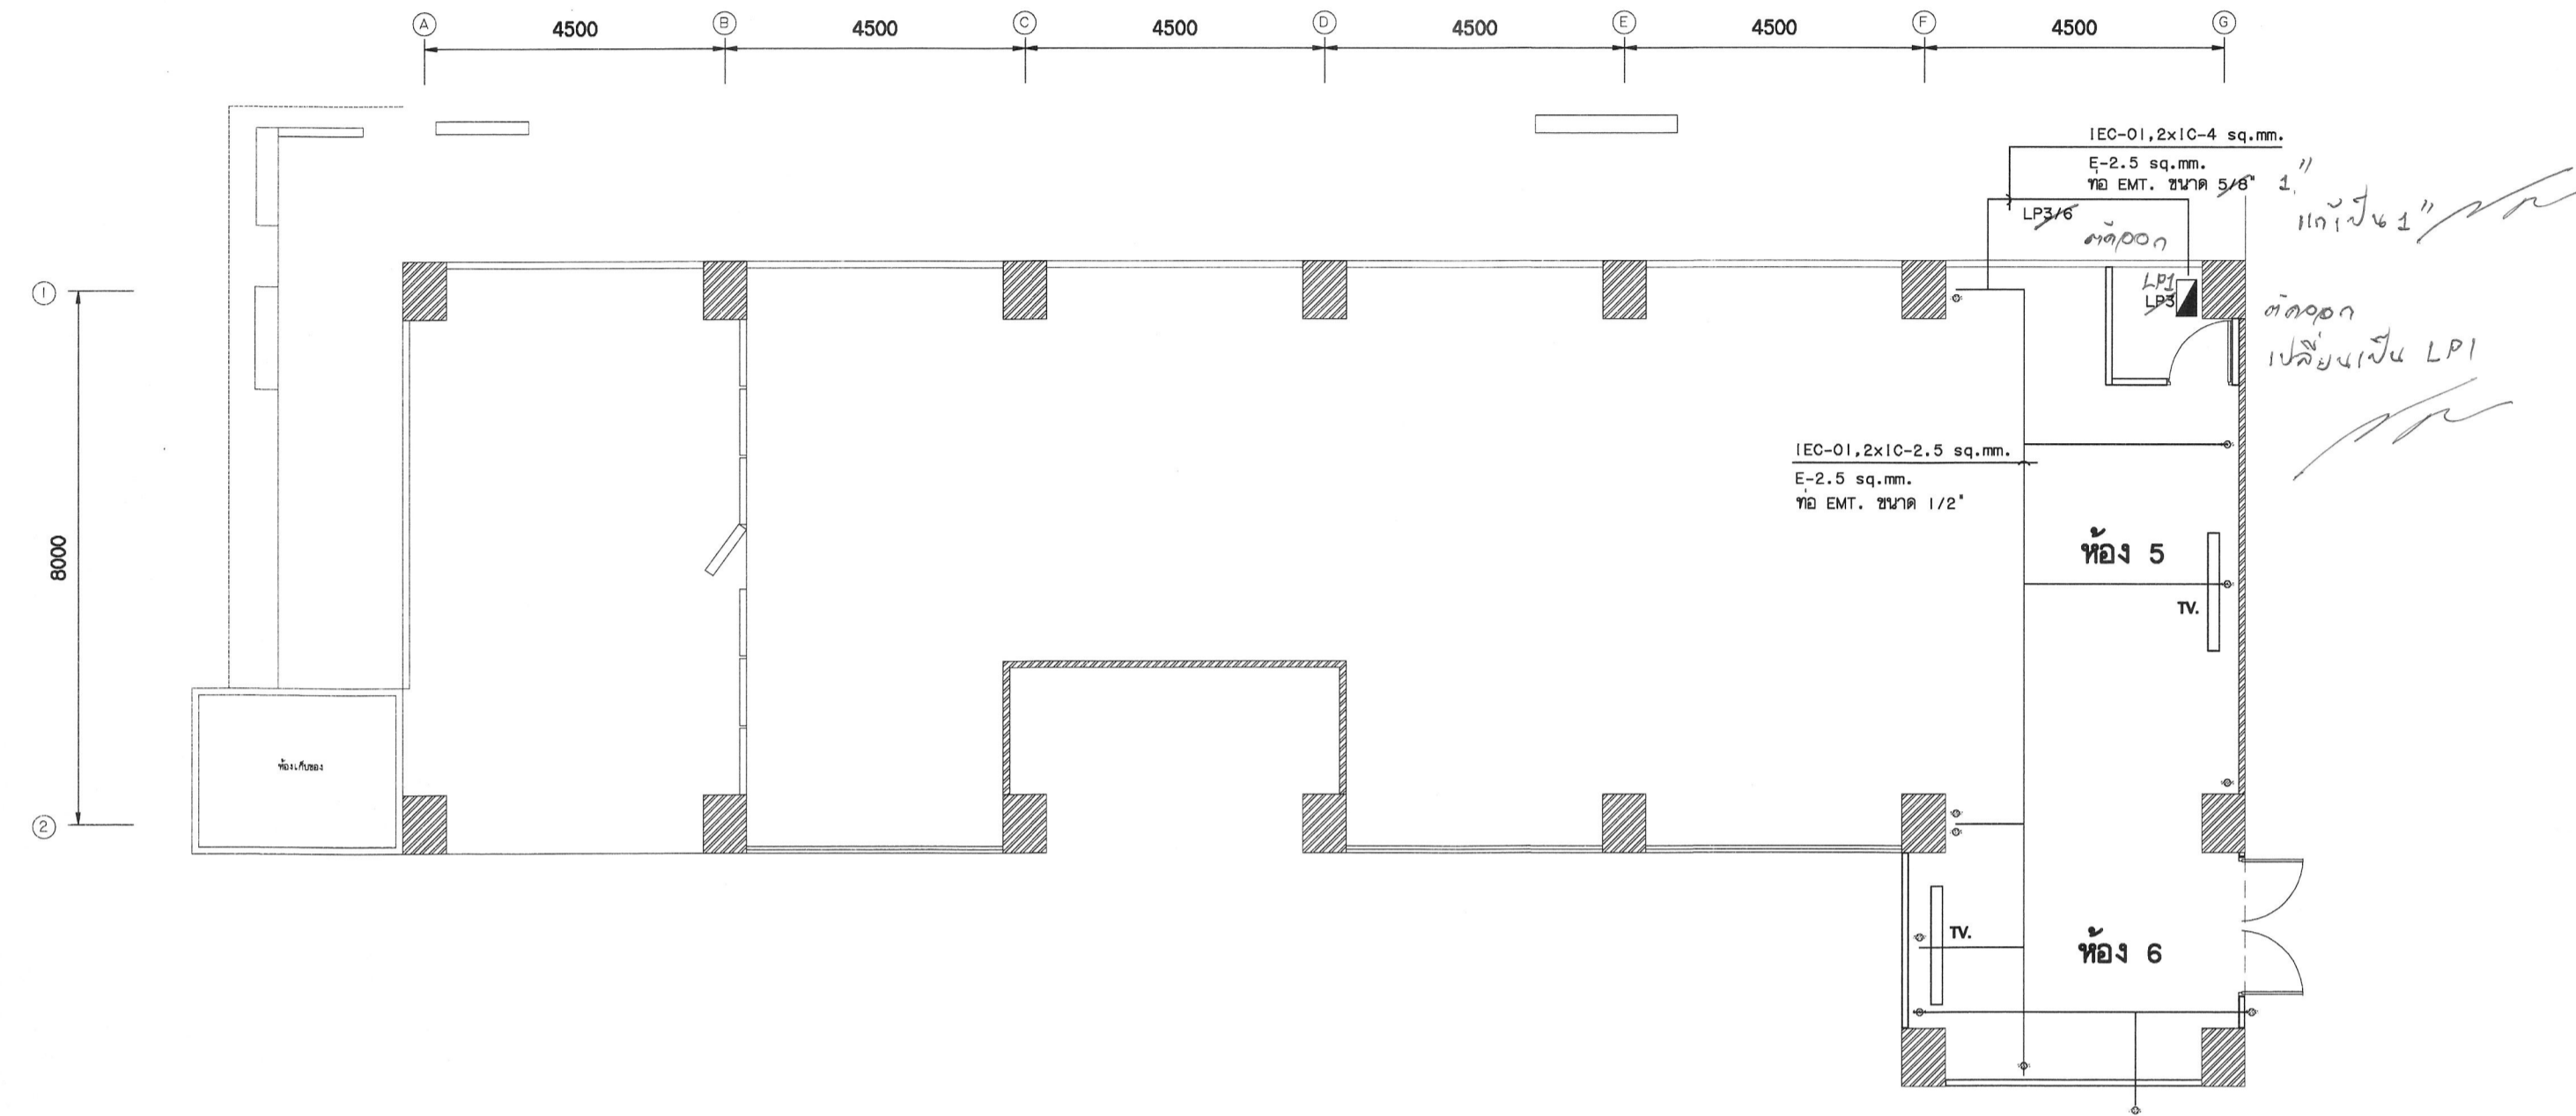 A B C D E F G
4500 4500 4500 4500 4500 4500
IEC-01,2x1C-4 sq.mm.
E-2.5 sq.mm.
ท่อ EMT. ขนาด 5/8" 1"
แก้เป็น 1"
LP3/6
ตัดออก
1
LP1
LP3
ตัดออก
เปลี่ยนเป็น LP1
IEC-01,2x1C-2.5 sq.mm.
E-2.5 sq.mm.
ท่อ EMT. ขนาด 1/2"
8000
ห้อง 5
TV.
ห้องเก็บของ
2
TV.
ห้อง 6